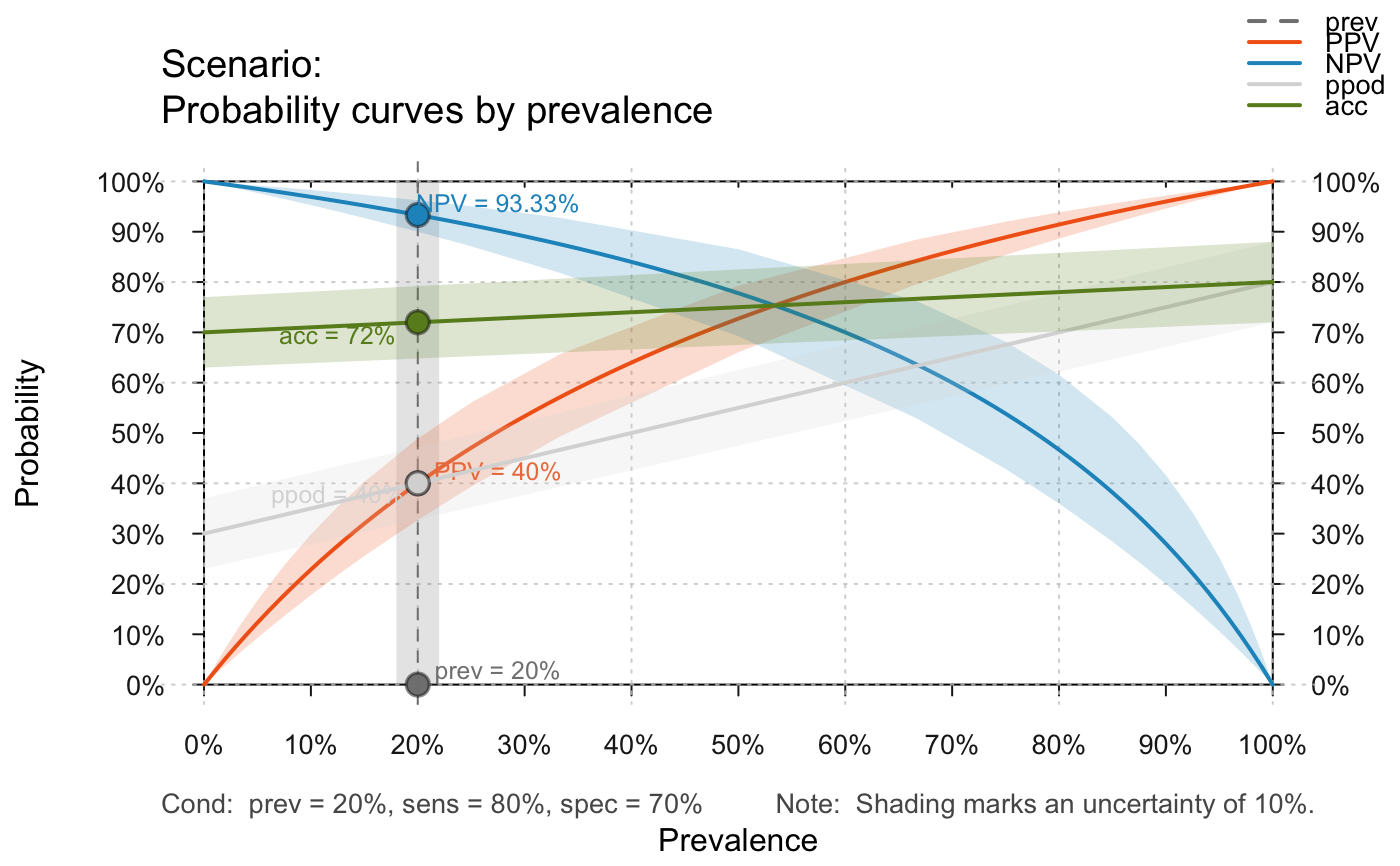 prev
PPV
NPV
ppod
acc
Scenario:
Probability curves by prevalence
100%
90%
80%
70%
60%
50%
40%
30%
20%
10%
0%
Probability
NPV = 93.33%
acc = 72%
PPV = 40%
ppod = 40%
prev = 20%
100%
90%
80%
70%
60%
50%
40%
30%
20%
10%
0%
0% 10% 20% 30% 40% 50% 60% 70% 80% 90% 100%
Cond: prev = 20%, sens = 80%, spec = 70% Note: Shading marks an uncertainty of 10%.
Prevalence